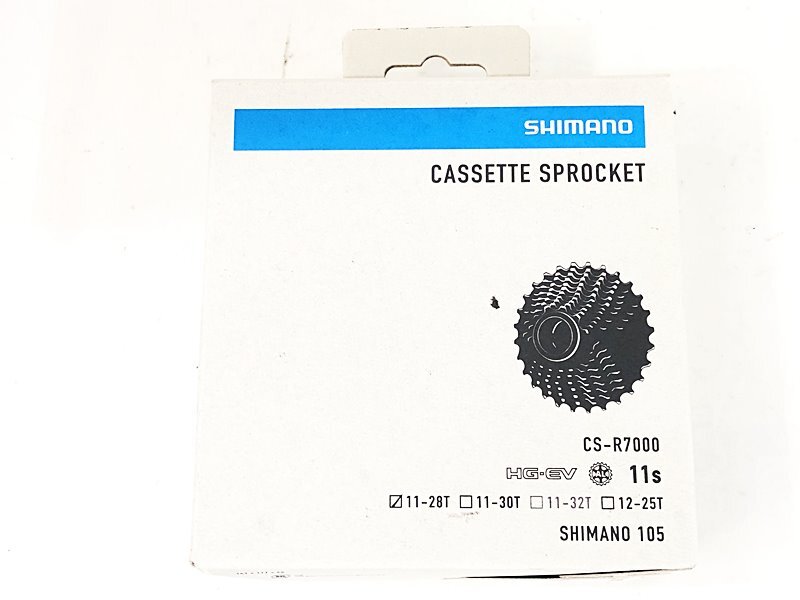 SHIMANO
CASSETTE SPROCKET
CS-R7000
HG-EV 11s
☑11-28T ☐11-30T ☐11-32T ☐12-25T
SHIMANO 105